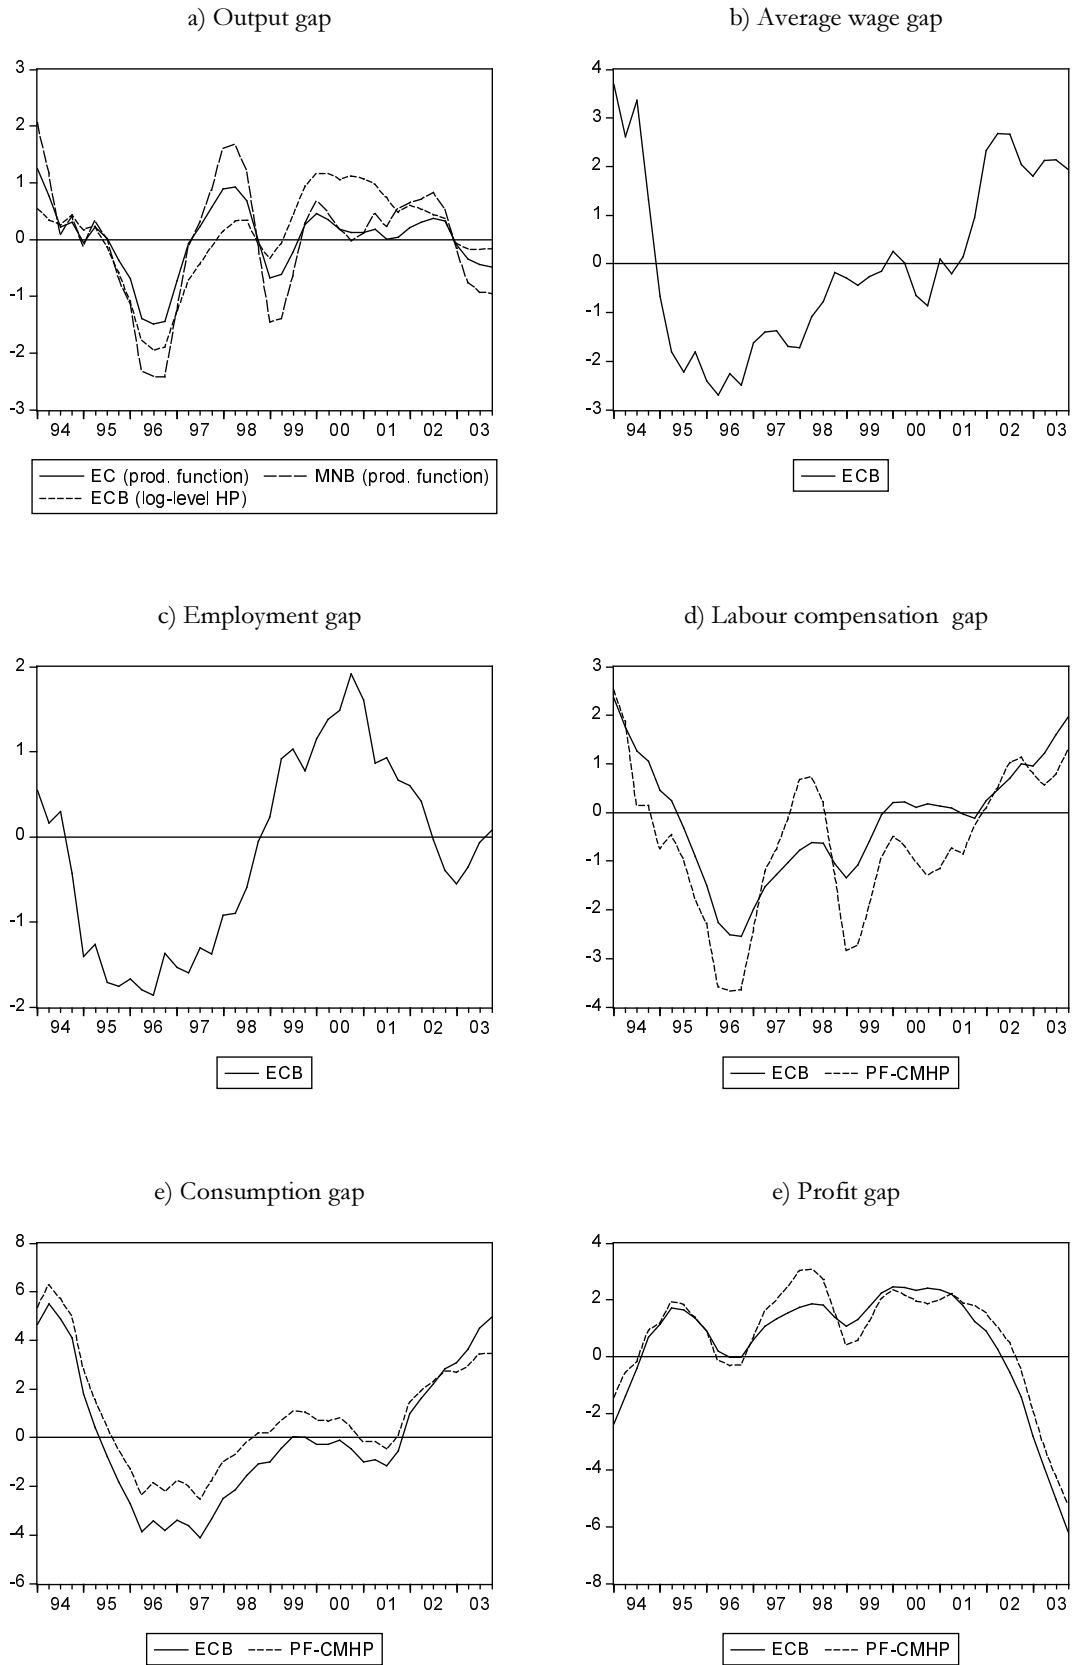 a) Output gap
3
2
1
0
-1
-2
-3
94 95 96 97 98 99 00 01 02 03
EC (prod. function) MNB (prod. function)
ECB (log-level HP)
b) Average wage gap
4
3
2
1
0
-1
-2
-3
94 95 96 97 98 99 00 01 02 03
ECB
c) Employment gap
2
1
0
-1
-2
94 95 96 97 98 99 00 01 02 03
ECB
d) Labour compensation gap
3
2
1
0
-1
-2
-3
-4
94 95 96 97 98 99 00 01 02 03
ECB PF-CMHP
e) Consumption gap
8
6
4
2
0
-2
-4
-6
94 95 96 97 98 99 00 01 02 03
ECB PF-CMHP
e) Profit gap
4
2
0
-2
-4
-6
-8
94 95 96 97 98 99 00 01 02 03
ECB PF-CMHP